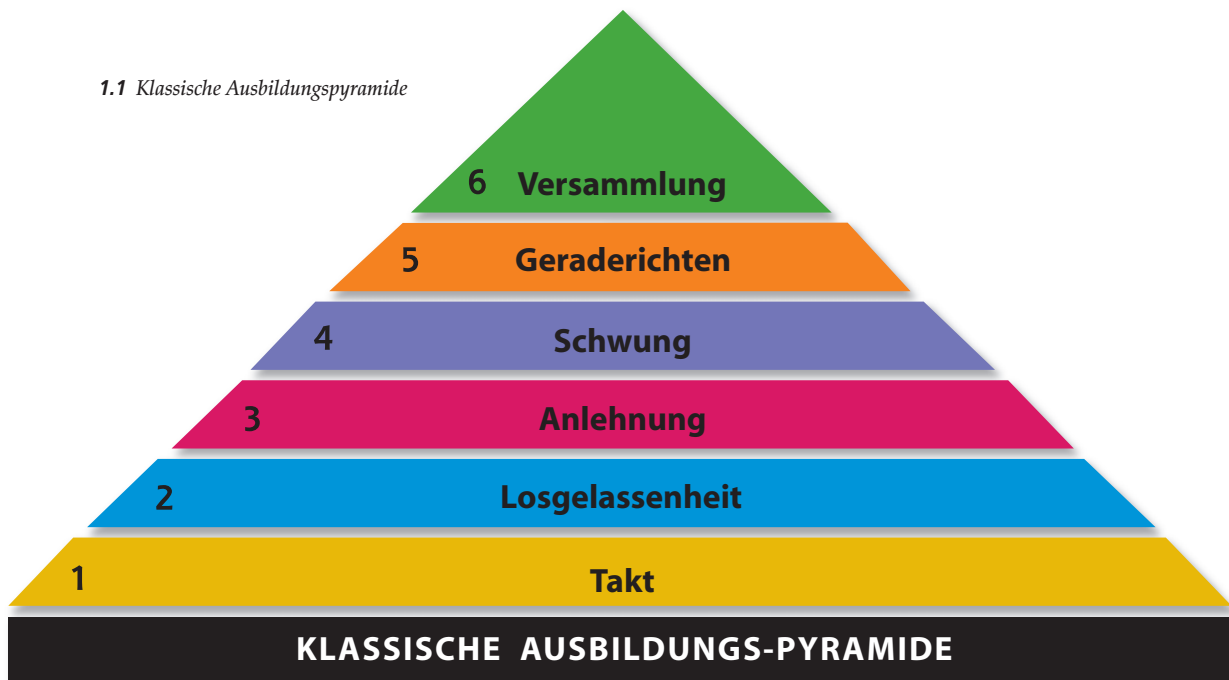 1.1 Klassische Ausbildungspyramide
6 Versammlung
5 Geraderichten
4 Schwung
3 Anlehnung
2 Losgelassenheit
1 Takt
KLASSISCHE AUSBILDUNGS-PYRAMIDE